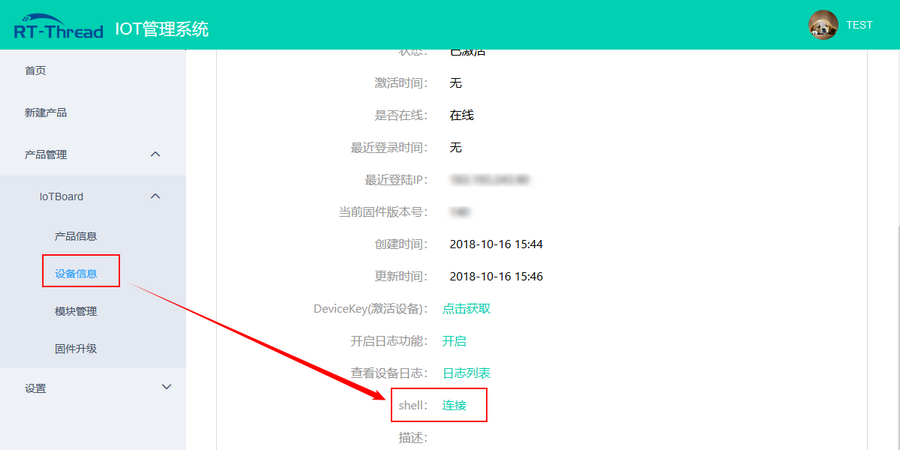 RT-Thread IOT管理系统 TEST
首页
新建产品
产品管理
IoTBoard
产品信息
设备信息
模块管理
固件升级
设置
状态： 已激活
激活时间： 无
是否在线： 在线
最近登录时间： 无
最近登陆IP：
当前固件版本号：
创建时间： 2018-10-16 15:44
更新时间： 2018-10-16 15:46
DeviceKey(激活设备)： 点击获取
开启日志功能： 开启
查看设备日志： 日志列表
shell： 连接
描述：